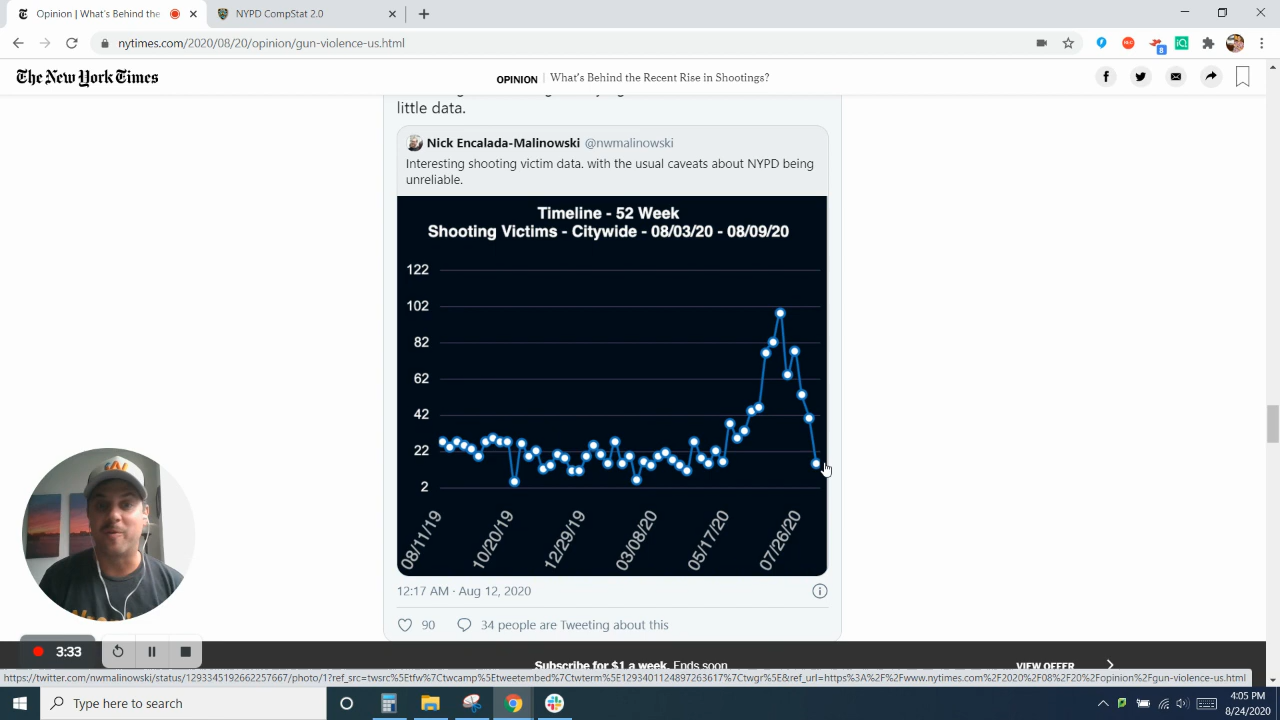 Opinion | What's Behind the
NYPD CompStat 2.0
nytimes.com/2020/08/20/opinion/gun-violence-us.html
8
The New York Times
OPINION | What's Behind the Recent Rise in Shootings?
little data.
Nick Encalada-Malinowski @nwmalinowski
Interesting shooting victim data. with the usual caveats about NYPD being
unreliable.
Timeline - 52 Week
Shooting Victims - Citywide - 08/03/20 - 08/09/20
122
102
82
62
42
22
2
08/11/19
10/20/19
12/29/19
03/08/20
05/17/20
07/26/20
12:17 AM · Aug 12, 2020
90
34 people are Tweeting about this
3:33
Subscribe for $1 a week. Ends soon.
VIEW OFFER
https://twitter.com/nwmalinowski/status/1293345192662257667/photo/1?ref_src=twsrc%5Etfw%7Ctwcamp%5Etweetembed%7Ctwterm%5E1293401124897263617%7Ctwgr%5E&ref_url=https%3A%2F%2Fwww.nytimes.com%2F2020%2F08%2F20%2Fopinion%2Fgun-violence-us.html
Type here to search
4:05 PM
8/24/2020